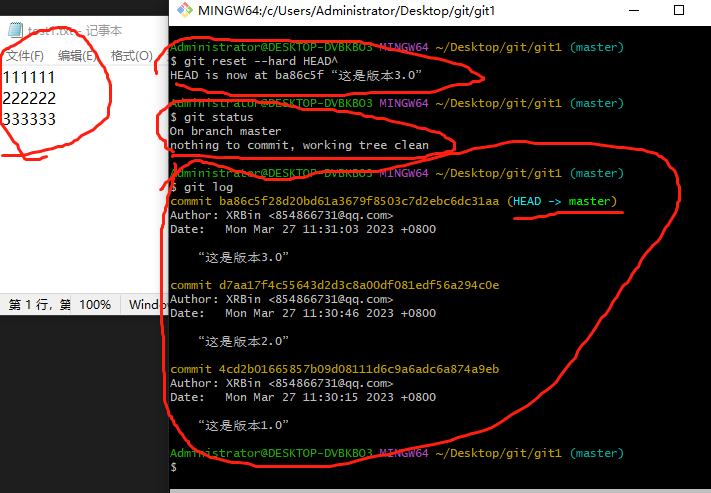 test1.txt - 记事本
文件(F) 编辑(E) 格式(O)
111111
222222
333333
第 1 行，第 100% Window
MINGW64:/c/Users/Administrator/Desktop/git/git1
Administrator@DESKTOP-DVBKBO3 MINGW64 ~/Desktop/git/git1 (master)
$ git reset --hard HEAD^
HEAD is now at ba86c5f “这是版本3.0”
Administrator@DESKTOP-DVBKBO3 MINGW64 ~/Desktop/git/git1 (master)
$ git status
On branch master
nothing to commit, working tree clean
Administrator@DESKTOP-DVBKBO3 MINGW64 ~/Desktop/git/git1 (master)
$ git log
commit ba86c5f28d20bd61a3679f8503c7d2ebc6dc31aa (HEAD -> master)
Author: XRBin <854866731@qq.com>
Date:   Mon Mar 27 11:31:03 2023 +0800
“这是版本3.0”
commit d7aa17f4c55643d2d3c8a00df081edf56a294c0e
Author: XRBin <854866731@qq.com>
Date:   Mon Mar 27 11:30:46 2023 +0800
“这是版本2.0”
commit 4cd2b01665857b09d08111d6c9a6adc6a874a9eb
Author: XRBin <854866731@qq.com>
Date:   Mon Mar 27 11:30:15 2023 +0800
“这是版本1.0”
Administrator@DESKTOP-DVBKBO3 MINGW64 ~/Desktop/git/git1 (master)
$